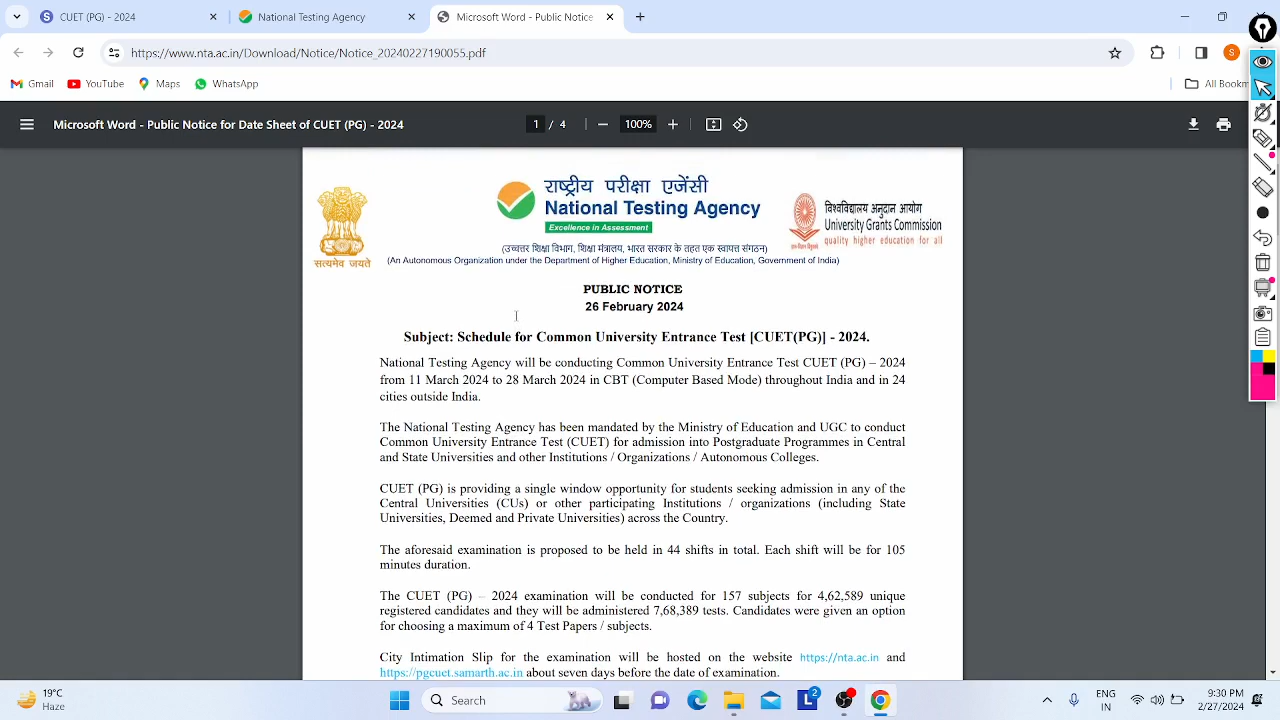 CUET (PG) - 2024
National Testing Agency
Microsoft Word - Public Notice
https://www.nta.ac.in/Download/Notice/Notice_20240227190055.pdf
S
Gmail
YouTube
Maps
WhatsApp
All Bookm
Microsoft Word - Public Notice for Date Sheet of CUET (PG) - 2024
1 / 4
100%
राष्ट्रीय परीक्षा एजेंसी
National Testing Agency
Excellence in Assessment
(उच्चतर शिक्षा विभाग, शिक्षा मंत्रालय, भारत सरकार के तहत एक स्वायत्त संगठन)
(An Autonomous Organization under the Department of Higher Education, Ministry of Education, Government of India)
सत्यमेव जयते
विश्वविद्यालय अनुदान आयोग
University Grants Commission
quality higher education for all
PUBLIC NOTICE
26 February 2024
Subject: Schedule for Common University Entrance Test [CUET(PG)] - 2024.
National Testing Agency will be conducting Common University Entrance Test CUET (PG) – 2024
from 11 March 2024 to 28 March 2024 in CBT (Computer Based Mode) throughout India and in 24
cities outside India.
The National Testing Agency has been mandated by the Ministry of Education and UGC to conduct
Common University Entrance Test (CUET) for admission into Postgraduate Programmes in Central
and State Universities and other Institutions / Organizations / Autonomous Colleges.
CUET (PG) is providing a single window opportunity for students seeking admission in any of the
Central Universities (CUs) or other participating Institutions / organizations (including State
Universities, Deemed and Private Universities) across the Country.
The aforesaid examination is proposed to be held in 44 shifts in total. Each shift will be for 105
minutes duration.
The CUET (PG) – 2024 examination will be conducted for 157 subjects for 4,62,589 unique
registered candidates and they will be administered 7,68,389 tests. Candidates were given an option
for choosing a maximum of 4 Test Papers / subjects.
City Intimation Slip for the examination will be hosted on the website https://nta.ac.in and
https://pgcuet.samarth.ac.in about seven days before the date of examination.
19°C
Haze
Search
2
ENG
IN
9:30 PM
2/27/2024